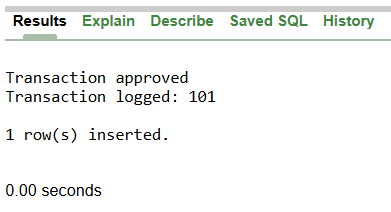 Results Explain Describe Saved SQL History
Transaction approved
Transaction logged: 101
1 row(s) inserted.
0.00 seconds